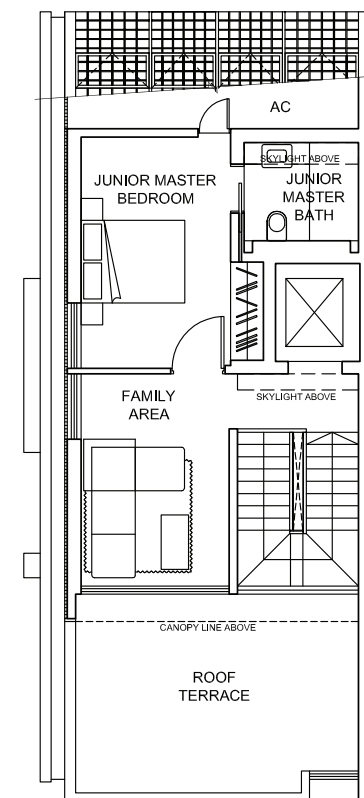 AC
SKYLIGHT ABOVE
JUNIOR MASTER
BEDROOM
JUNIOR
MASTER
BATH
FAMILY
AREA
SKYLIGHT ABOVE
CANOPY LINE ABOVE
ROOF
TERRACE